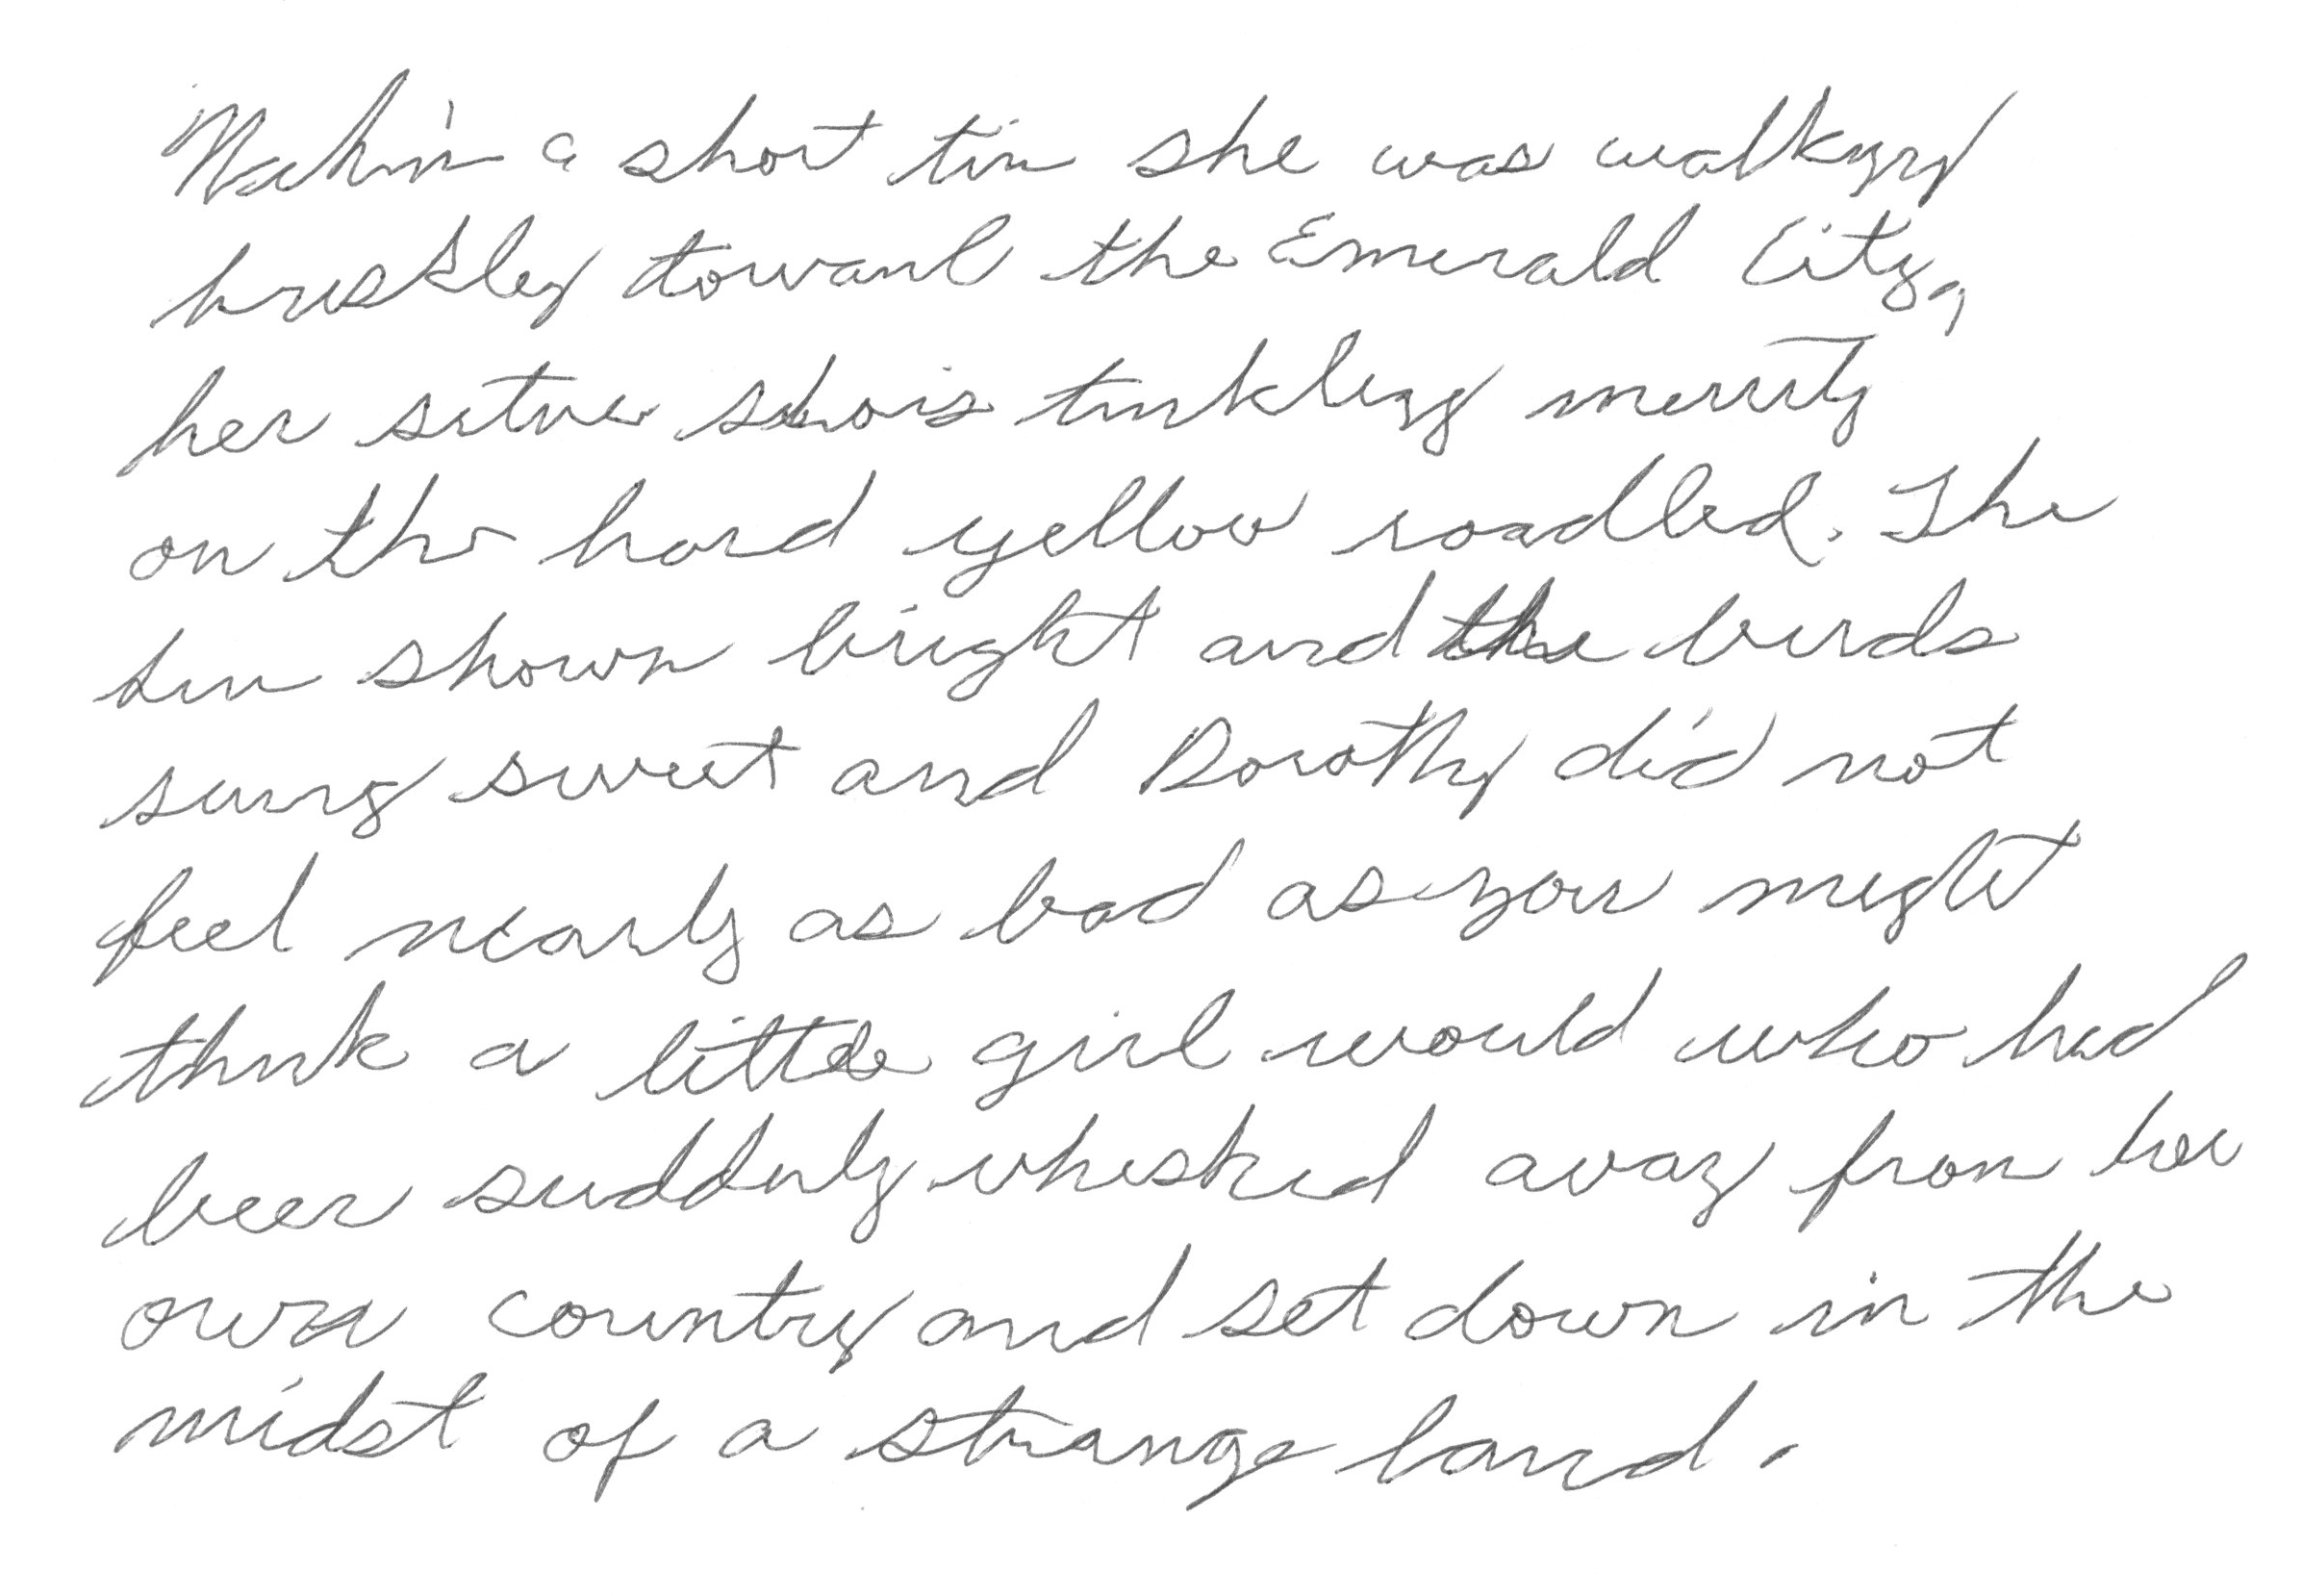 Within a short time she was walking
briskley toward the Emerald City,
her silver shoes tinkling merrily
on the hard yellow roadbed. The
sun shown bright and the birds
sung sweet and Dorothy did not
feel nearly as bad as you might
think a little girl would who had
been suddenly whisked away from her
own country and set down in the
midst of a strange land.